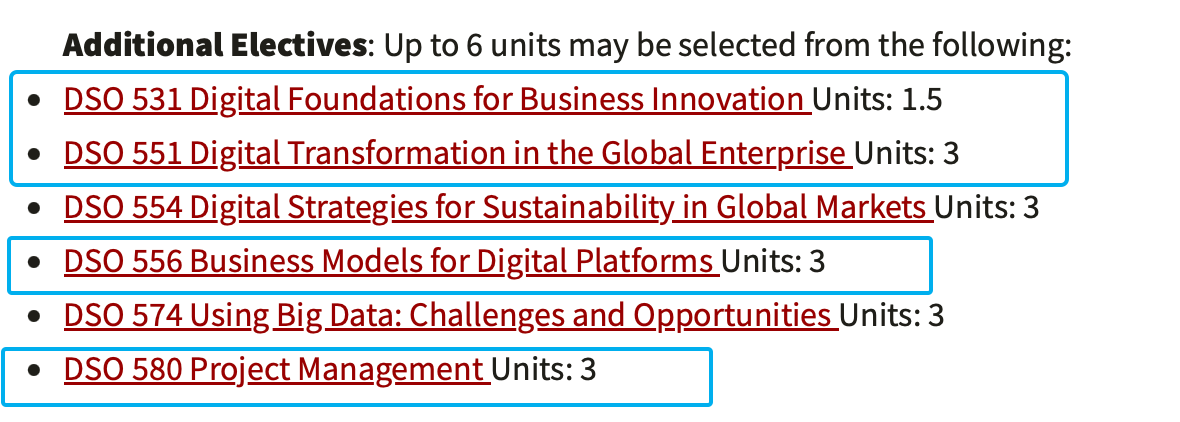 Additional Electives: Up to 6 units may be selected from the following:
• DSO 531 Digital Foundations for Business Innovation Units: 1.5
• DSO 551 Digital Transformation in the Global Enterprise Units: 3
• DSO 554 Digital Strategies for Sustainability in Global Markets Units: 3
• DSO 556 Business Models for Digital Platforms Units: 3
• DSO 574 Using Big Data: Challenges and Opportunities Units: 3
• DSO 580 Project Management Units: 3